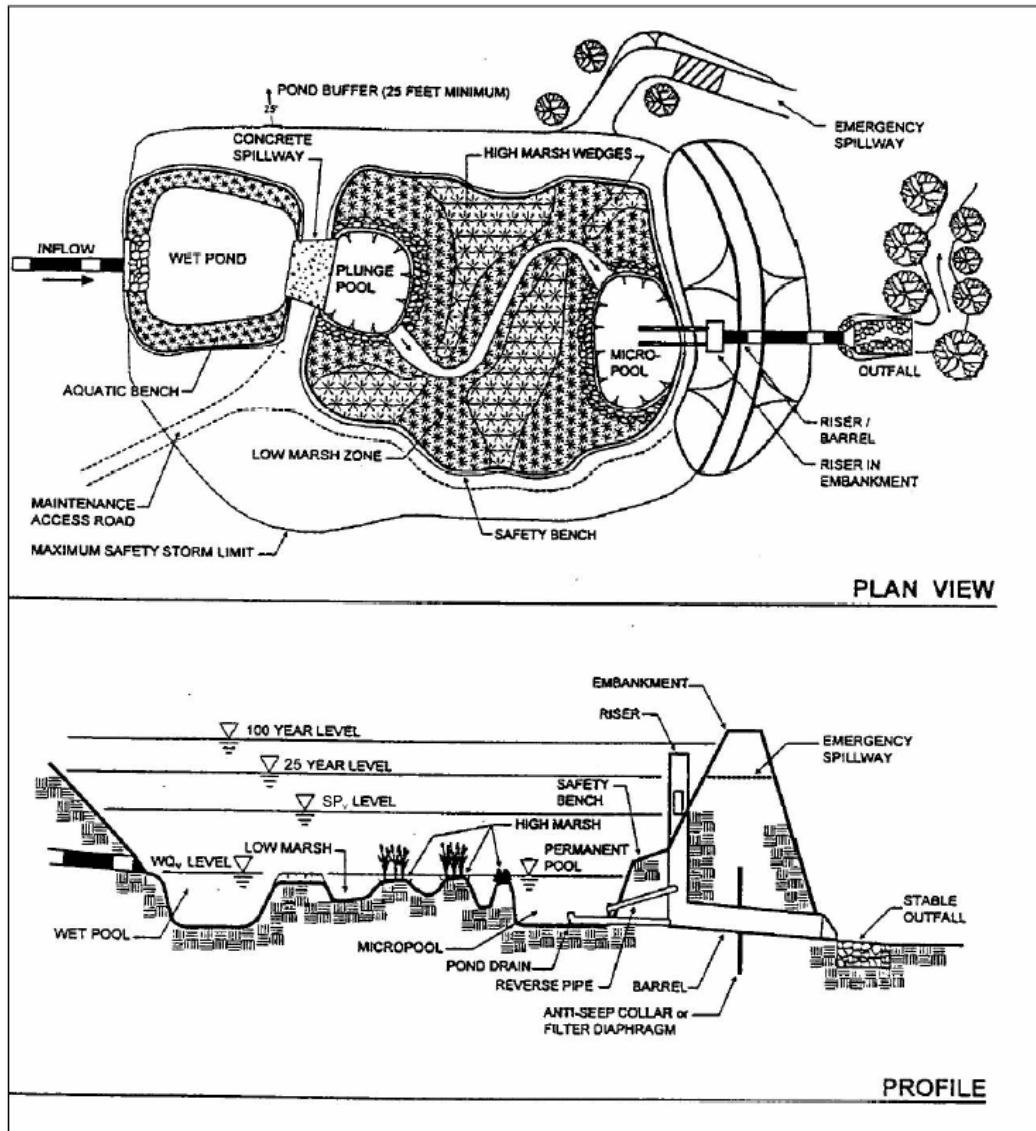 POND BUFFER (25 FEET MINIMUM)
25'
CONCRETE
SPILLWAY
HIGH MARSH WEDGES
EMERGENCY
SPILLWAY
INFLOW
WET POND
PLUNGE
POOL
MICRO-
POOL
OUTFALL
AQUATIC BENCH
RISER /
BARREL
LOW MARSH ZONE
RISER IN
EMBANKMENT
MAINTENANCE
ACCESS ROAD
SAFETY BENCH
MAXIMUM SAFETY STORM LIMIT
PLAN VIEW
EMBANKMENT
RISER
100 YEAR LEVEL
EMERGENCY
SPILLWAY
25 YEAR LEVEL
SAFETY
BENCH
SPv LEVEL
HIGH MARSH
LOW MARSH
PERMANENT
POOL
WQv LEVEL
STABLE
OUTFALL
WET POOL
MICROPOOL
POND DRAIN
REVERSE PIPE
BARREL
ANTI-SEEP COLLAR or
FILTER DIAPHRAGM
PROFILE